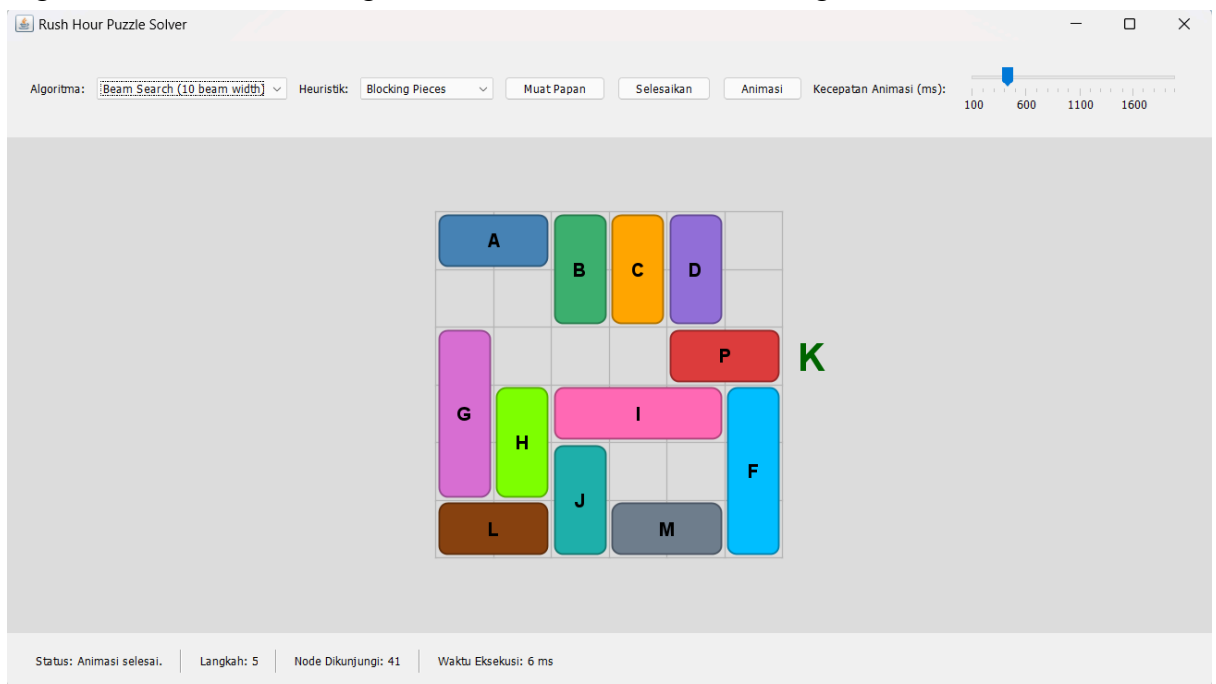 Rush Hour Puzzle Solver
Algoritma: Beam Search (10 beam width) Heuristik: Blocking Pieces Muat Papan Selesaikan Animasi Kecepatan Animasi (ms):
100 600 1100 1600
A
B C D
P K
G I
H
F
J
L M
Status: Animasi selesai. Langkah: 5 Node Dikunjungi: 41 Waktu Eksekusi: 6 ms